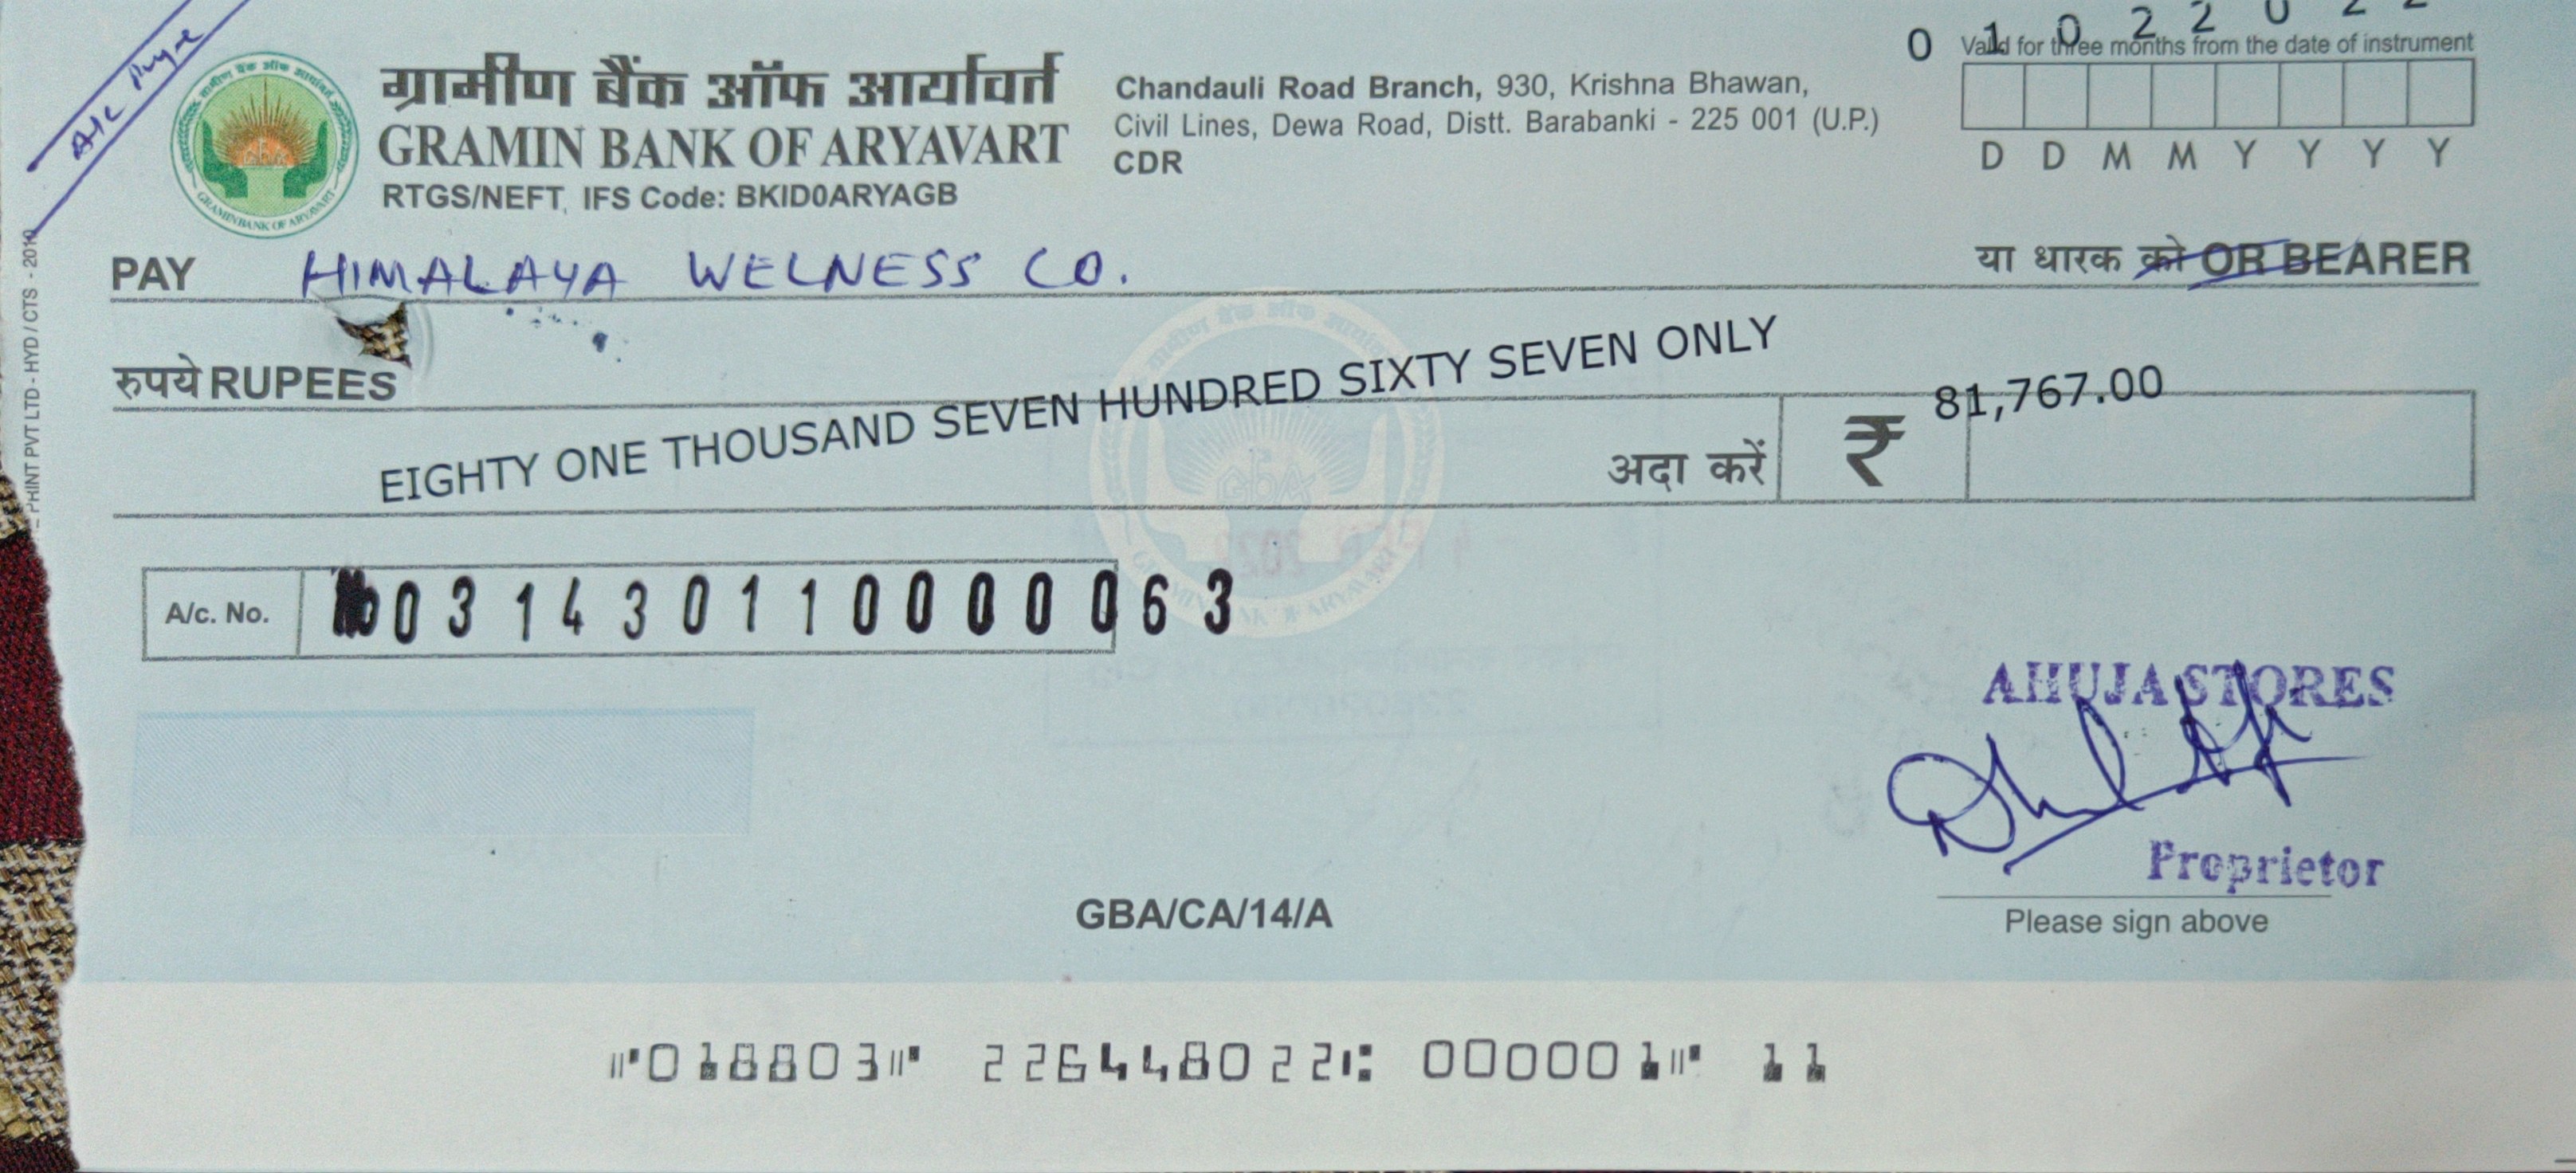 A/c Payee
0 1 0 2 2 0 2 2
Valid for three months from the date of instrument
D D M M Y Y Y Y
ग्रामीण बैंक ऑफ आर्यावर्त
GRAMIN BANK OF ARYAVART
RTGS/NEFT, IFS Code: BKID0ARYAGB
Chandauli Road Branch, 930, Krishna Bhawan,
Civil Lines, Dewa Road, Distt. Barabanki - 225 001 (U.P.)
CDR
PAY HIMALAYA WELNESS CO. या धारक को OR BEARER
रुपये RUPEES
EIGHTY ONE THOUSAND SEVEN HUNDRED SIXTY SEVEN ONLY
अदा करें ₹ 81,767.00
A/c. No. 031430110000063
AHUJA STORES
Proprietor
Please sign above
GBA/CA/14/A
PRINT PVT LTD - HYD / CTS - 2010
⑈018803⑈ 226448022⑆ 000001⑈ 11